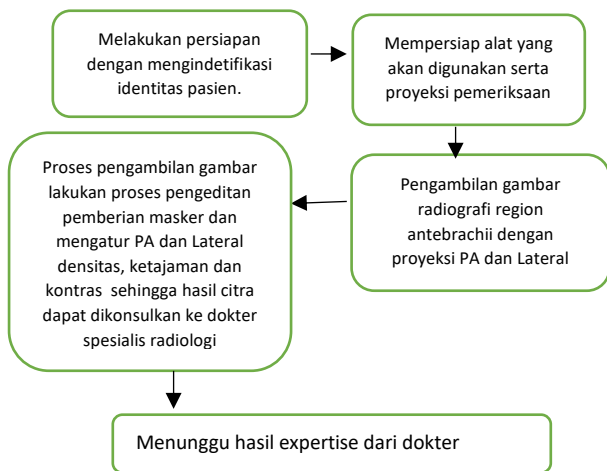 Melakukan persiapan
dengan mengindetifikasi
identitas pasien.
Mempersiap alat yang
akan digunakan serta
proyeksi pemeriksaan
Pengambilan gambar
radiografi region
antebrachii dengan
proyeksi PA dan Lateral
Proses pengambilan gambar
lakukan proses pengeditan
pemberian masker dan
mengatur PA dan Lateral
densitas, ketajaman dan
kontras sehingga hasil citra
dapat dikonsulkan ke dokter
spesialis radiologi
Menunggu hasil expertise dari dokter